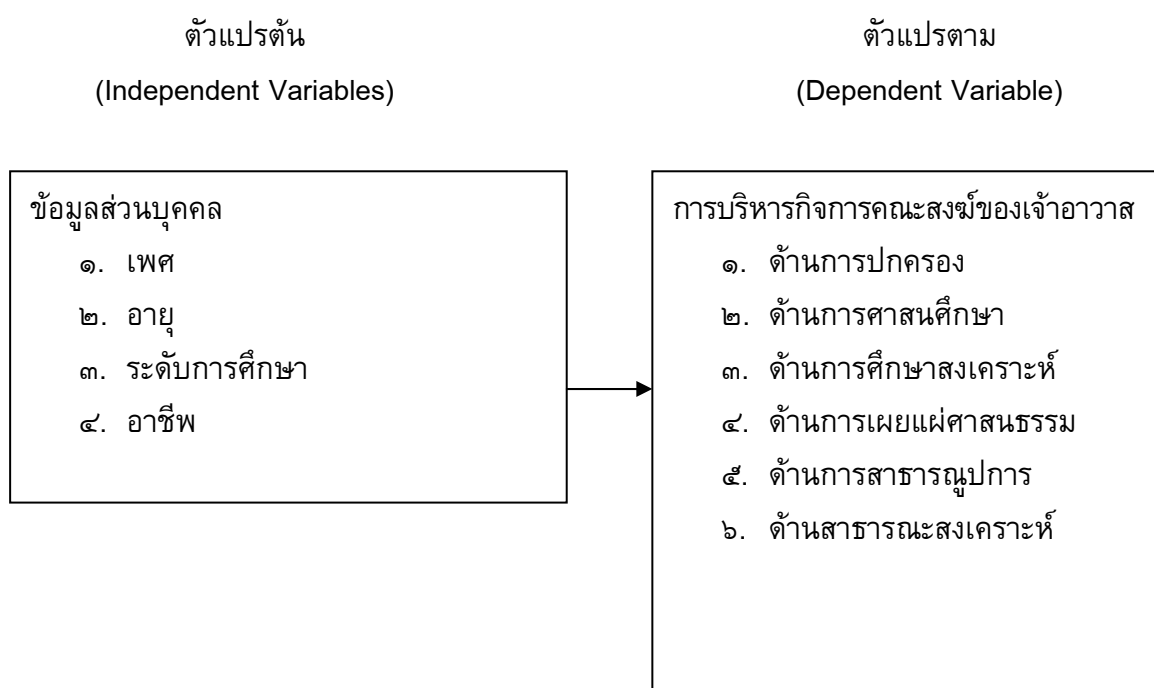 ตัวแปรต้น
(Independent Variables)
ตัวแปรตาม
(Dependent Variable)
ข้อมูลส่วนบุคคล
๑. เพศ
๒. อายุ
๓. ระดับการศึกษา
๔. อาชีพ
การบริหารกิจการคณะสงฆ์ของเจ้าอาวาส
๑. ด้านการปกครอง
๒. ด้านการศาสนศึกษา
๓. ด้านการศึกษาสงเคราะห์
๔. ด้านการเผยแผ่ศาสนธรรม
๕. ด้านการสาธารณูปการ
๖. ด้านสาธารณะสงเคราะห์